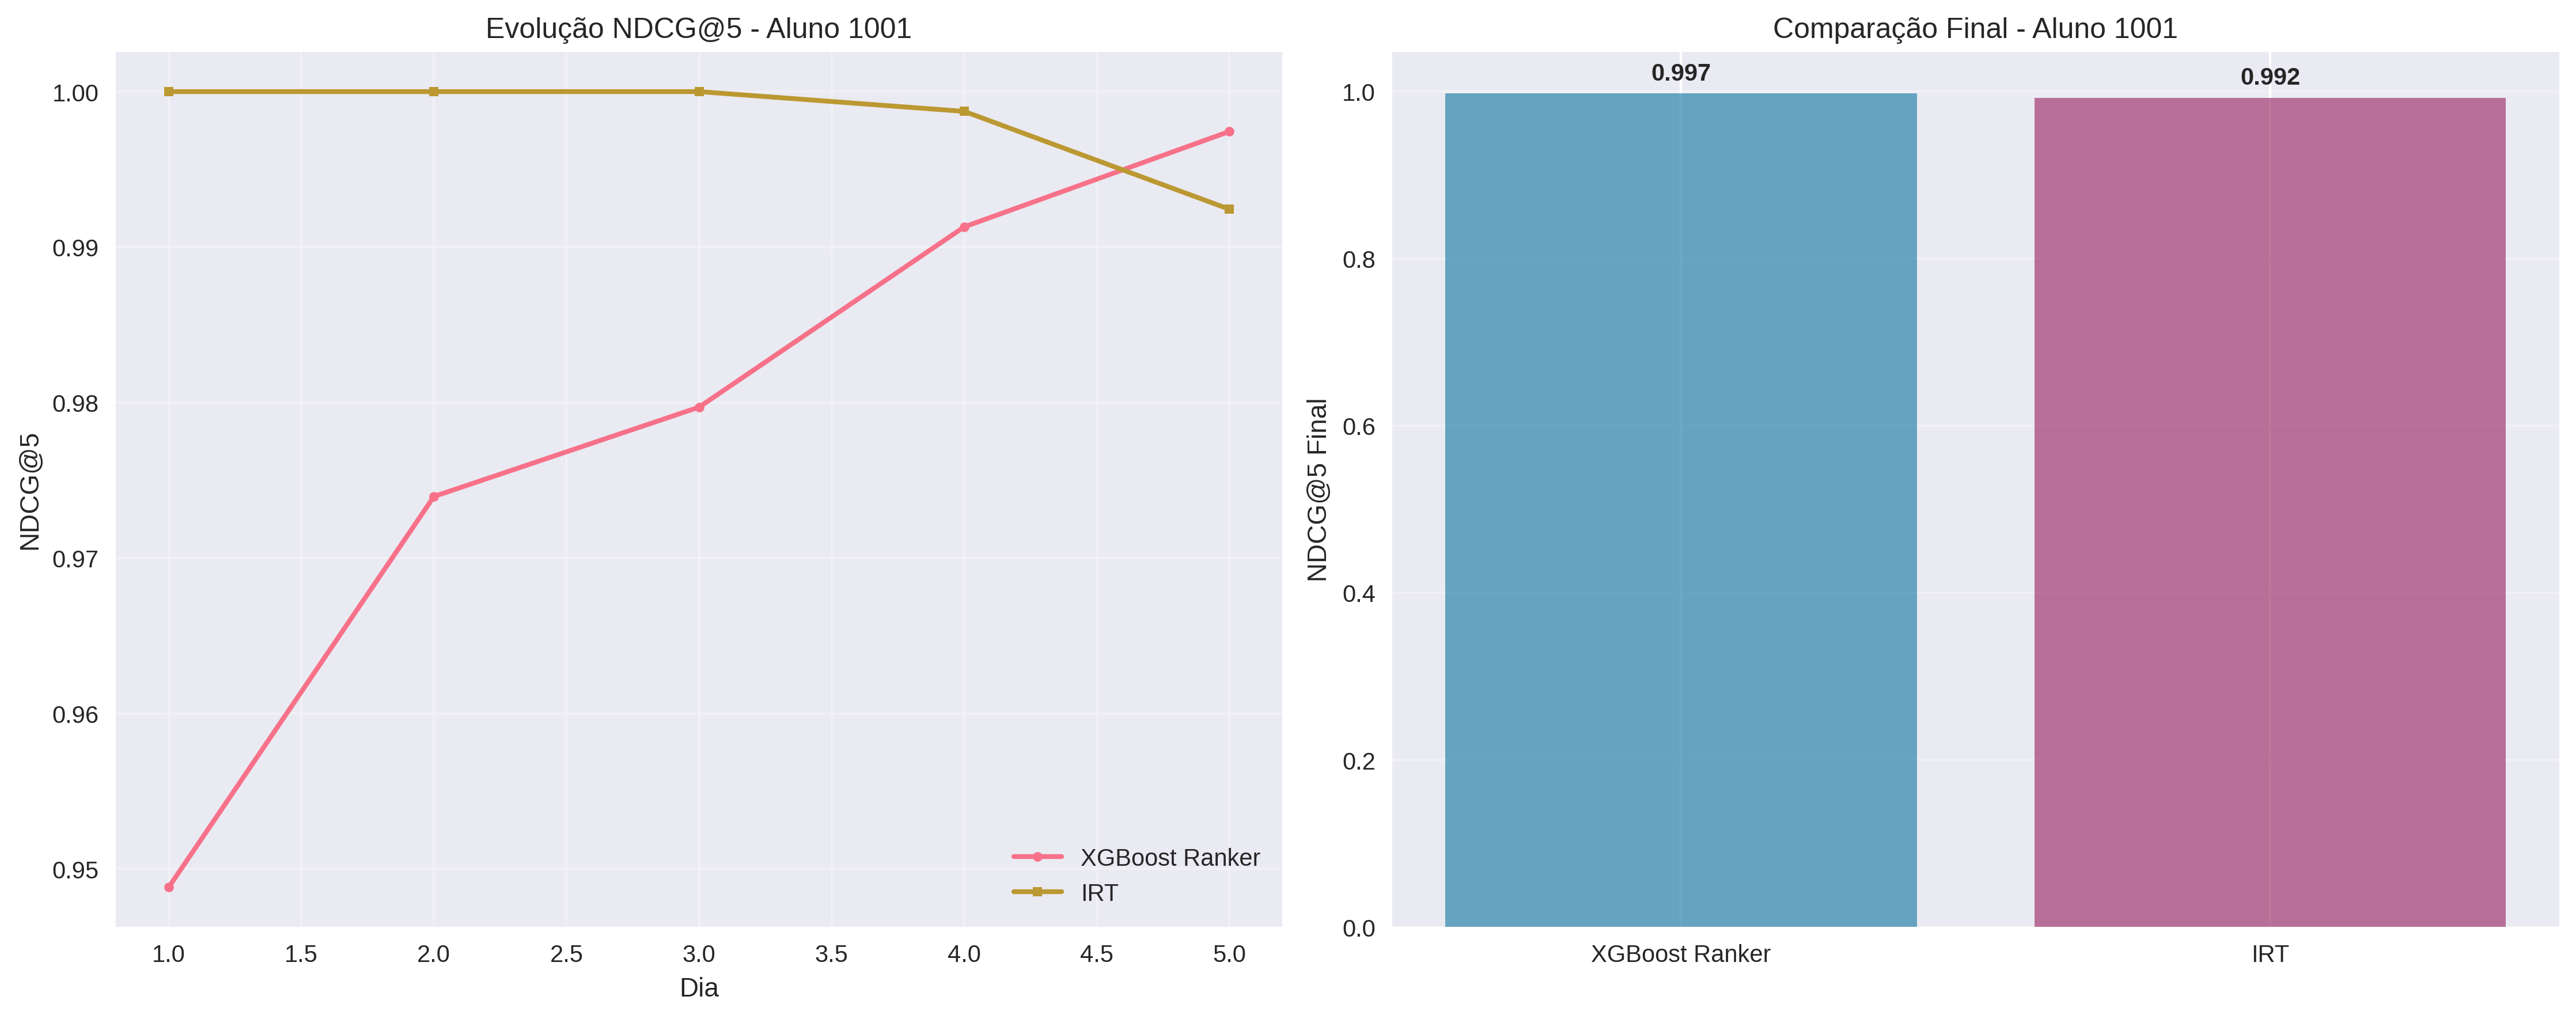 Evolução NDCG@5 - Aluno 1001
NDCG@5
1.00
0.99
0.98
0.97
0.96
0.95
XGBoost Ranker
IRT
1.0 1.5 2.0 2.5 3.0 3.5 4.0 4.5 5.0
Dia
Comparação Final - Aluno 1001
NDCG@5 Final
0.997 0.992
1.0
0.8
0.6
0.4
0.2
0.0
XGBoost Ranker IRT